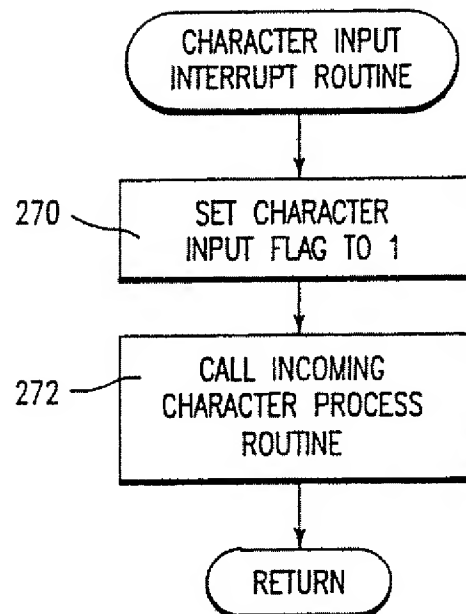 CHARACTER INPUT
INTERRUPT ROUTINE
270
SET CHARACTER
INPUT FLAG TO 1
272
CALL INCOMING
CHARACTER PROCESS
ROUTINE
RETURN